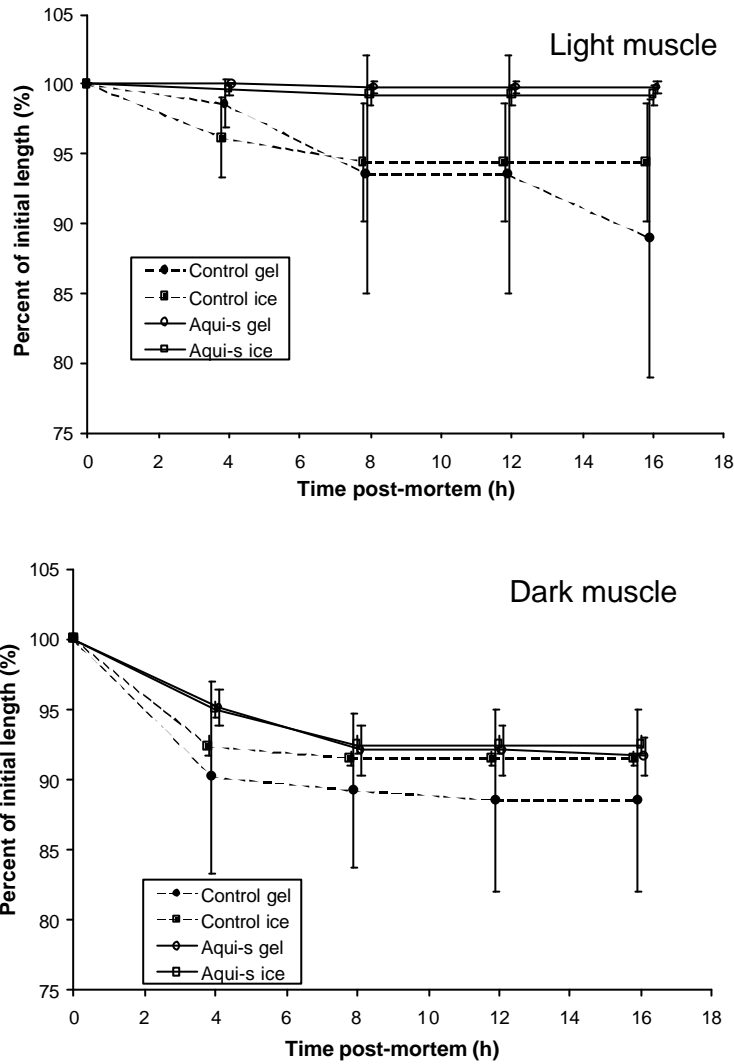 Light muscle
105
100
95
90
85
80
75
Percent of initial length (%)
Control gel
Control ice
Aqui-s gel
Aqui-s ice
0 2 4 6 8 10 12 14 16 18
Time post-mortem (h)
Dark muscle
105
100
95
90
85
80
75
Percent of initial length (%)
Control gel
Control ice
Aqui-s gel
Aqui-s ice
0 2 4 6 8 10 12 14 16 18
Time post-mortem (h)